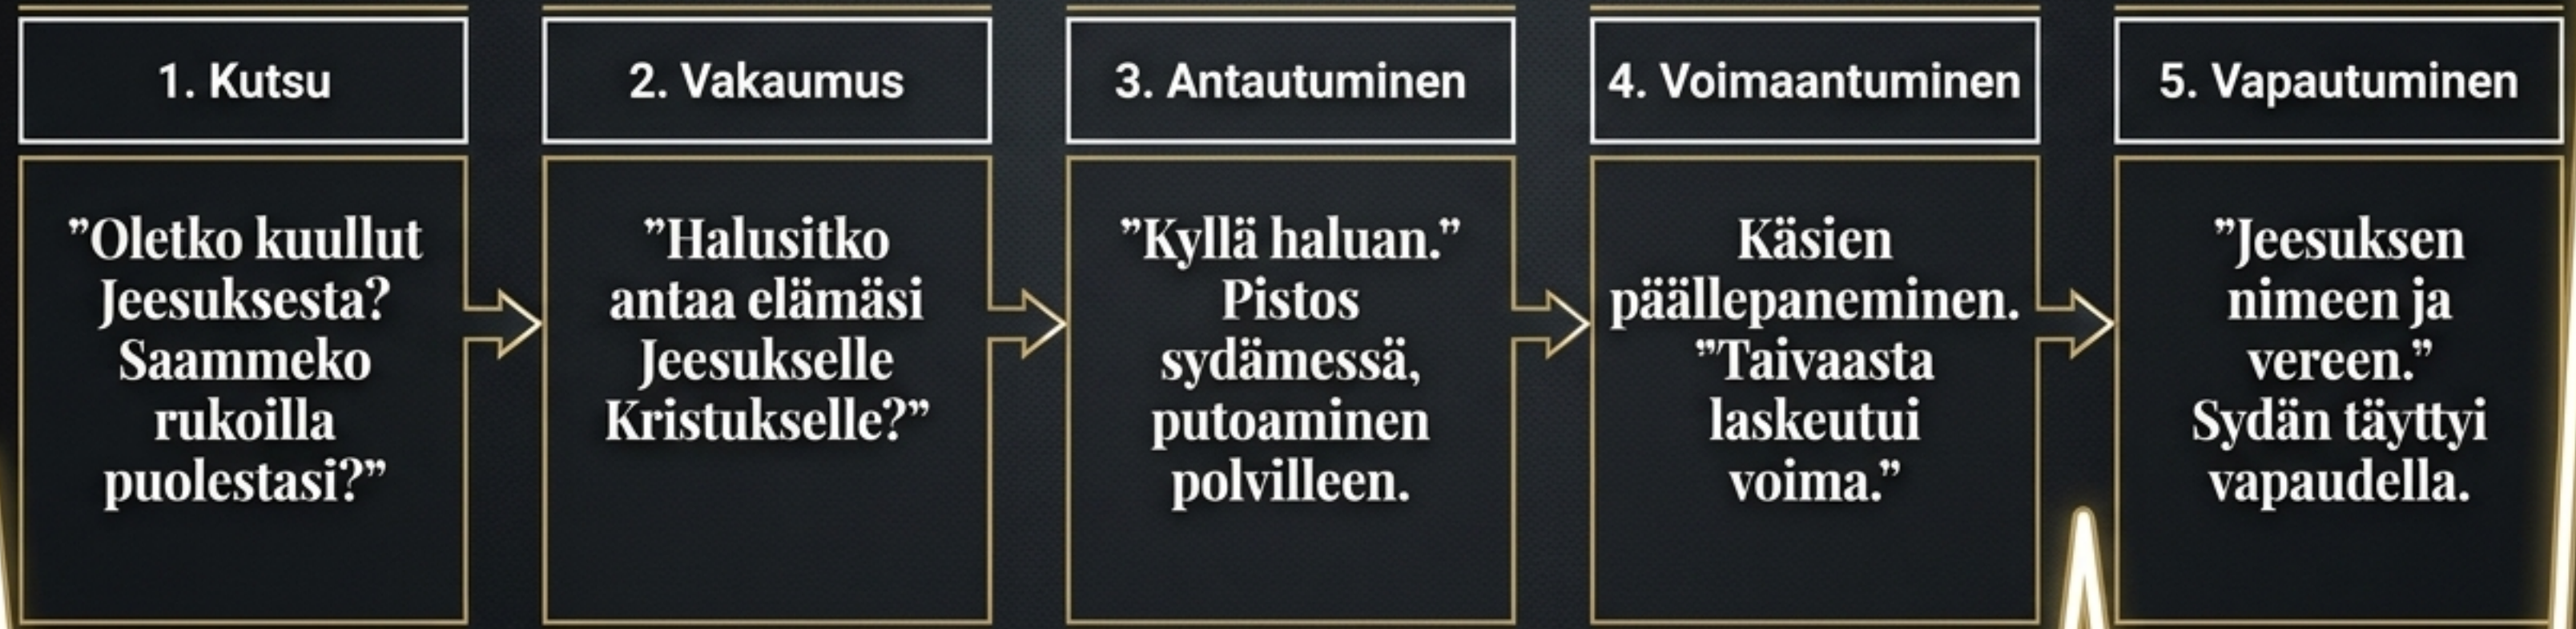 1. Kutsu
”Oletko kuullut
Jeesuksesta?
Saammeko
rukoilla
puolestasi?”
2. Vakaumus
”Halusitko
antaa elämäsi
Jeesukselle
Kristukselle?”
3. Antautuminen
”Kyllä haluan.”
Pistos
sydämessä,
putoaminen
polvilleen.
4. Voimaantuminen
Käsien
päällepaneminen.
”Taivaasta
laskeutui
voima.”
5. Vapautuminen
”Jeesuksen
nimeen ja
vereen.”
Sydän täyttyi
vapaudella.